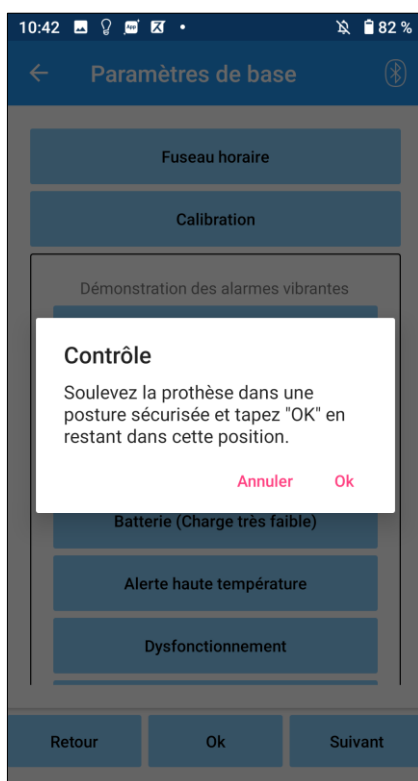 10:42
82 %
Paramètres de base
Fuseau horaire
Calibration
Démonstration des alarmes vibrantes
Contrôle
Soulevez la prothèse dans une
posture sécurisée et tapez "OK" en
restant dans cette position.
Annuler Ok
Batterie (Charge très faible)
Alerte haute température
Dysfonctionnement
Retour Ok Suivant